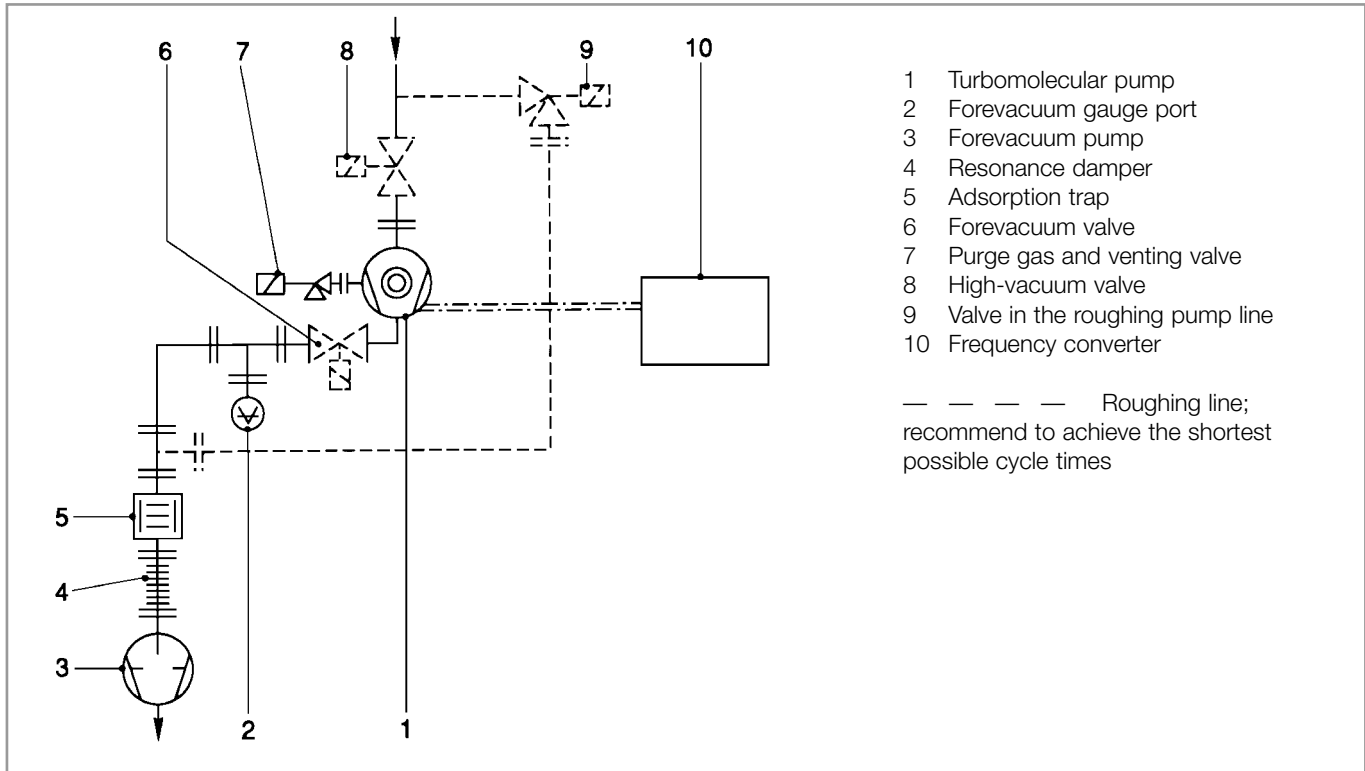 6 7 8 9 10
5
4
3
2 1
1 Turbomolecular pump
2 Forevacuum gauge port
3 Forevacuum pump
4 Resonance damper
5 Adsorption trap
6 Forevacuum valve
7 Purge gas and venting valve
8 High-vacuum valve
9 Valve in the roughing pump line
10 Frequency converter
— — — — Roughing line;
recommend to achieve the shortest
possible cycle times